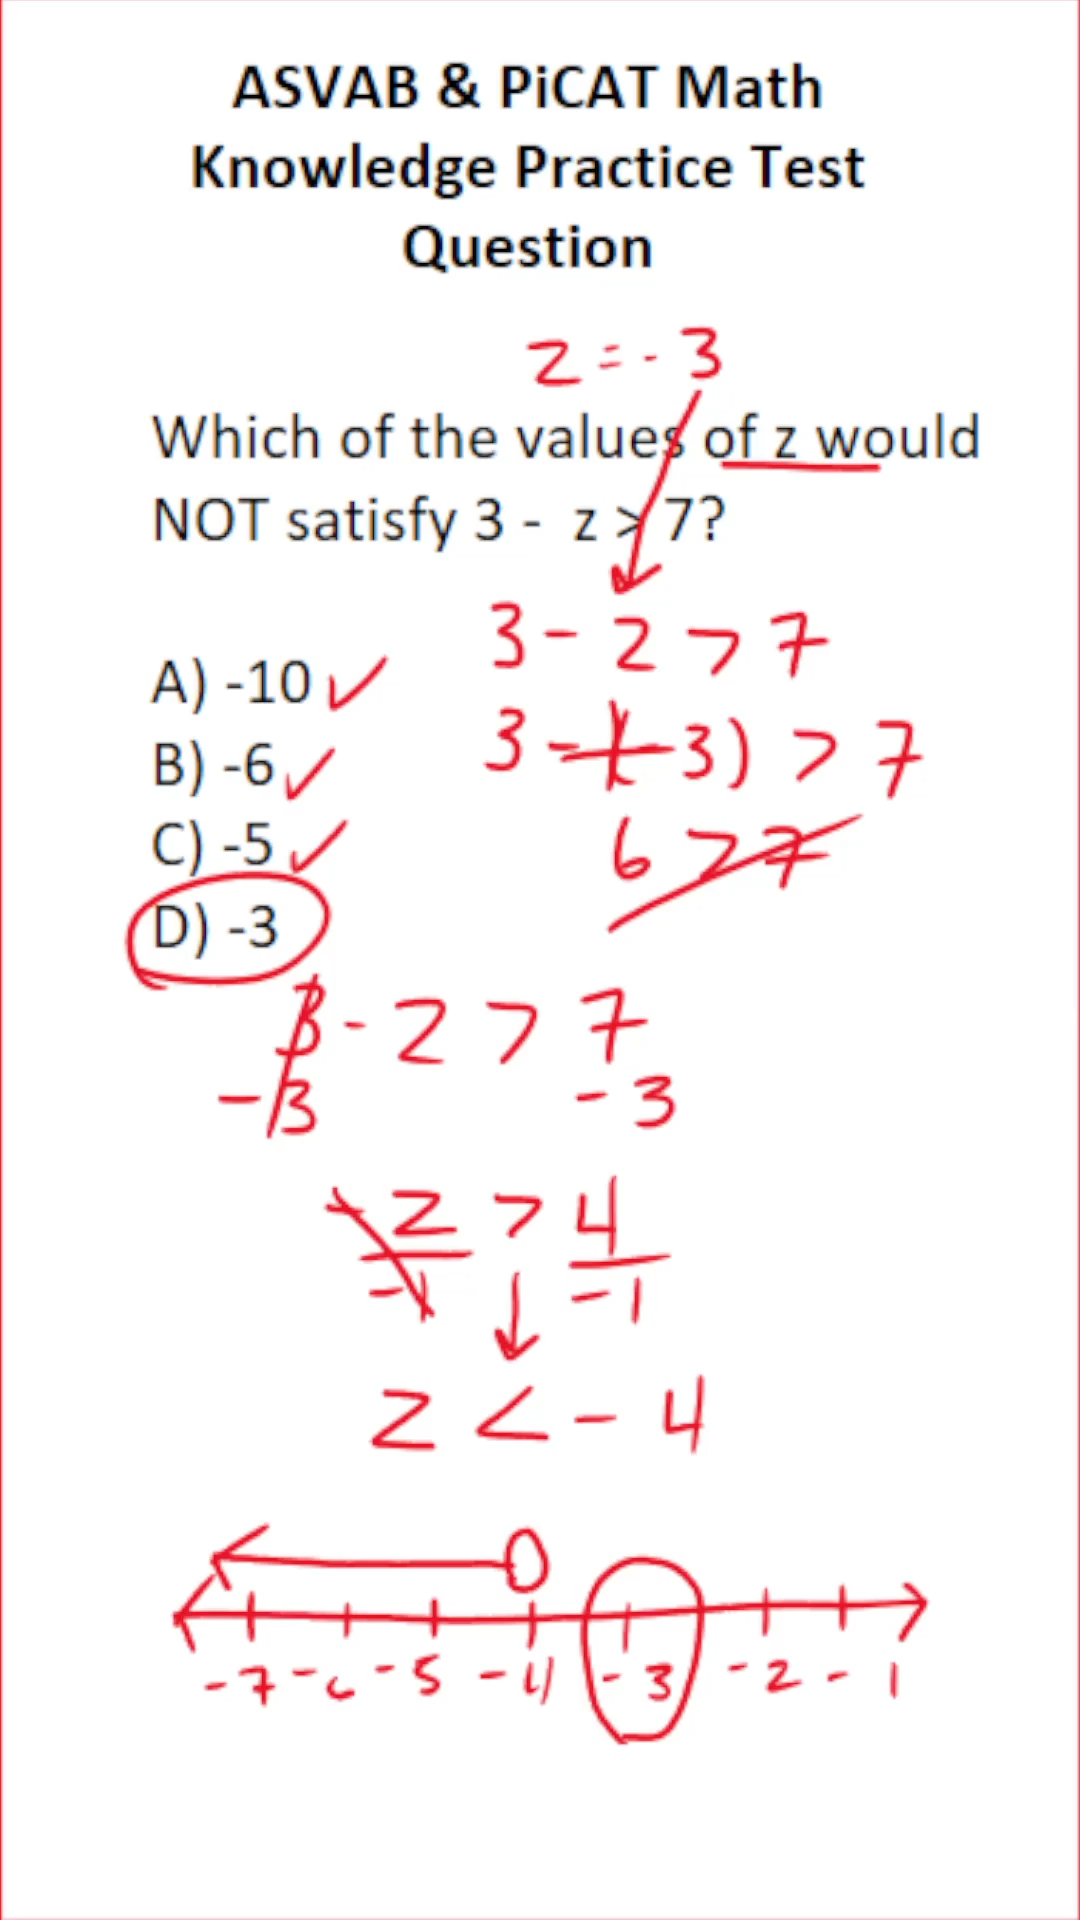 ASVAB & PiCAT Math
Knowledge Practice Test
Question
z = - 3
Which of the values of z would
NOT satisfy 3 - z > 7?
3 - z > 7
A) -10 ✓
3 - (-3) > 7
B) -6 ✓
6 > 7
C) -5 ✓
D) -3
3 - z > 7
-3 -3
-z > 4
-1 -1
z < - 4
-7 -6 -5 -4 -3 -2 -1